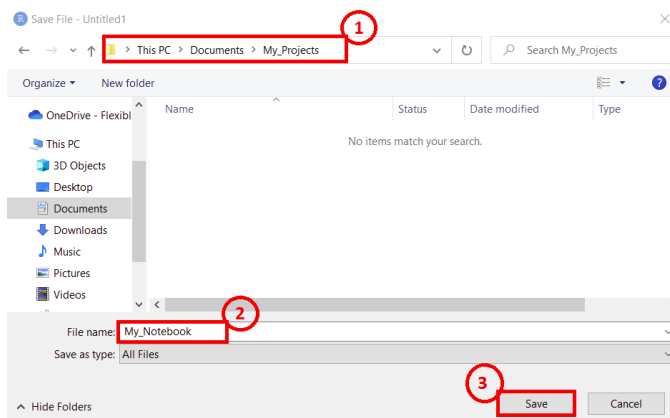 R Save File - Untitled1
1
This PC > Documents > My_Projects
Search My_Projects
Organize New folder
?
Name Status Date modified Type
OneDrive - Flexibl
No items match your search.
This PC
3D Objects
Desktop
Documents
Downloads
Music
Pictures
Videos
2
File name: My_Notebook
Save as type: All Files
3
Hide Folders Save Cancel